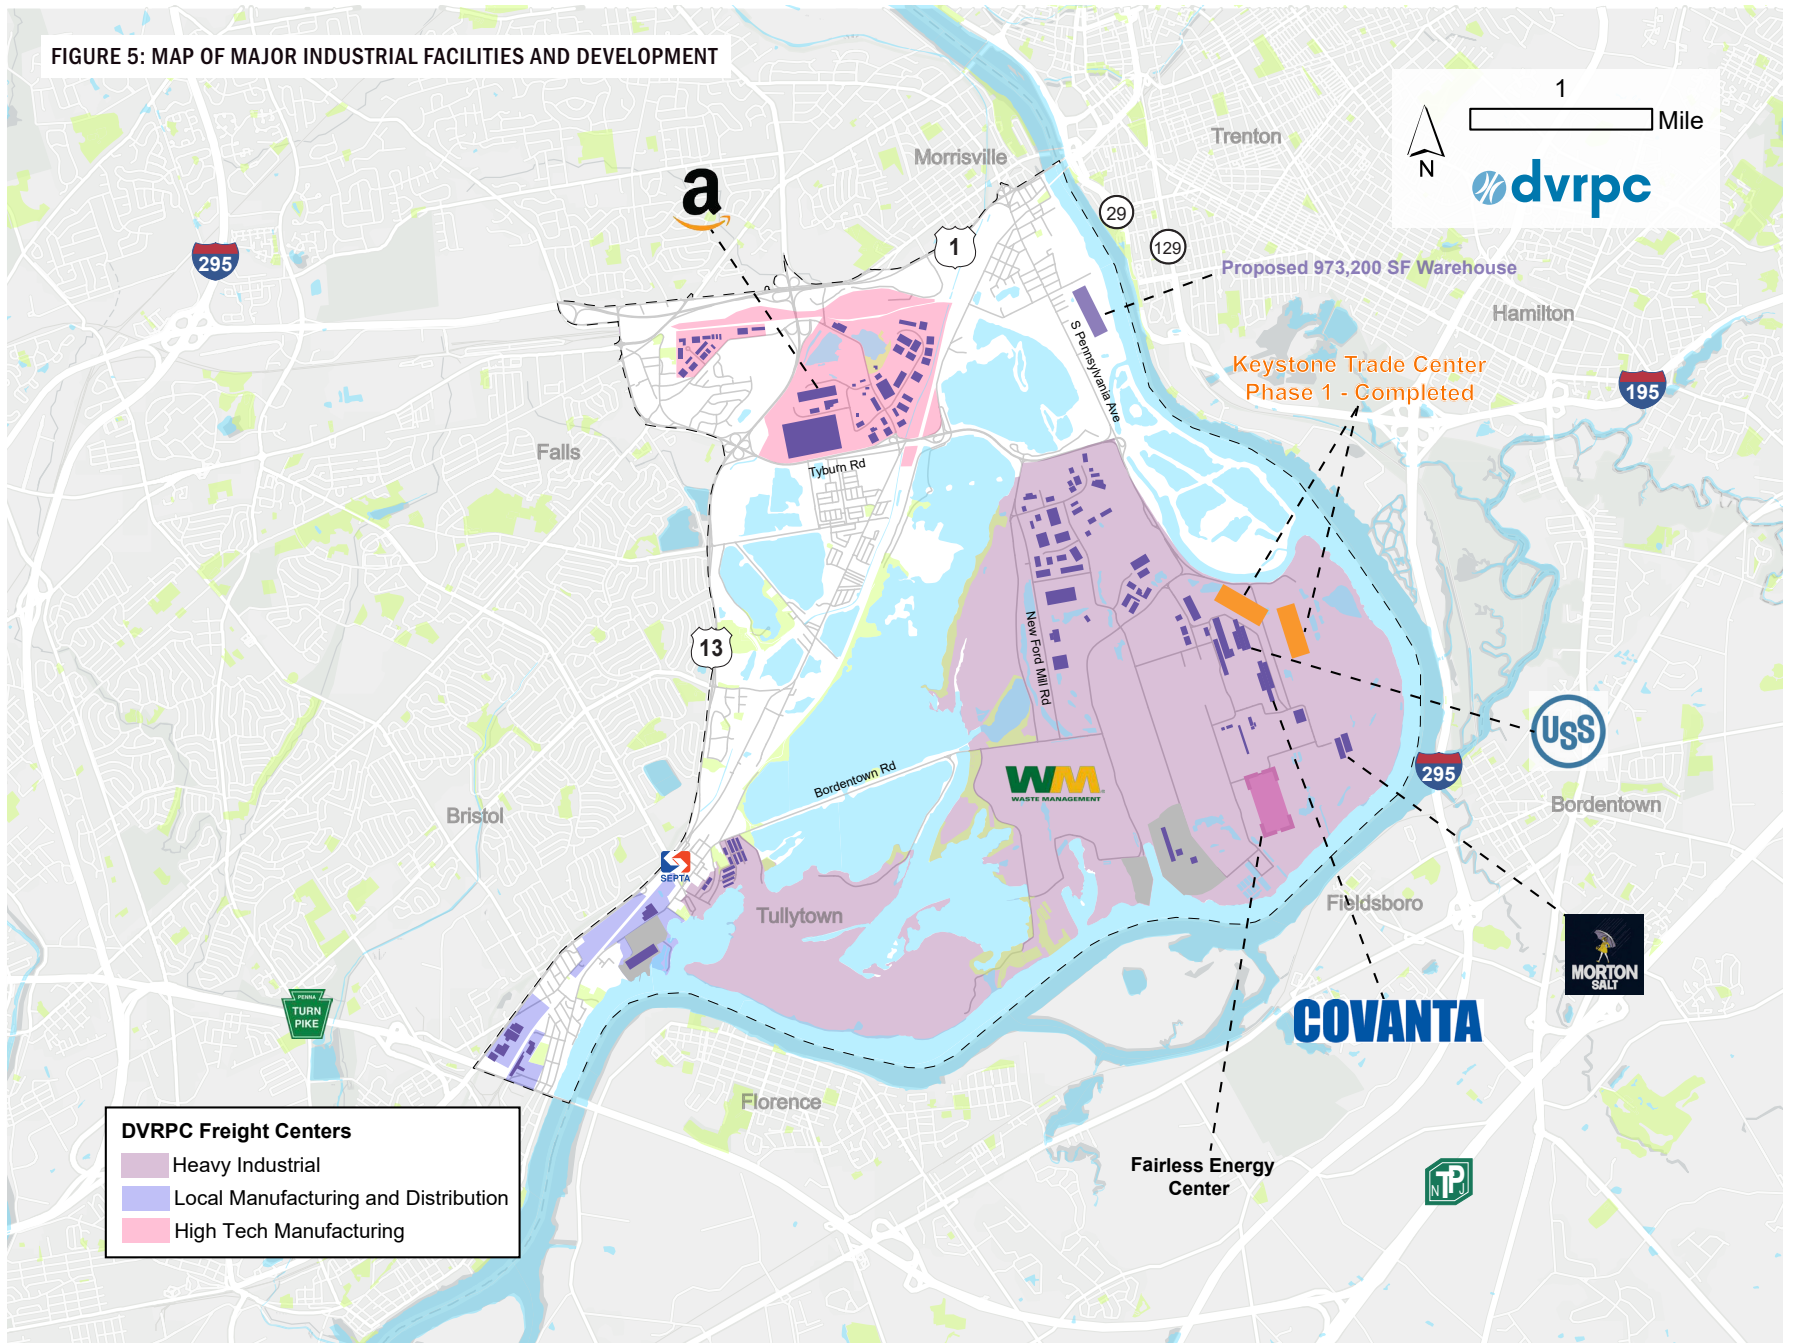 FIGURE 5: MAP OF MAJOR INDUSTRIAL FACILITIES AND DEVELOPMENT
1
Mile
N
dvrpc
Trenton
Morrisville
a
29
129
1
295
Proposed 973,200 SF Warehouse
Hamilton
S Pennsylvania Ave
Keystone Trade Center
Phase 1 - Completed
195
Falls
Tyburn Rd
13
New Ford Mill Rd
USS
Bordentown Rd
WM
WASTE MANAGEMENT
295
Bordentown
Bristol
SEPTA
Tullytown
Fieldsboro
MORTON
SALT
PENNA
TURN
PIKE
COVANTA
Florence
Fairless Energy
Center
NTPJ
DVRPC Freight Centers
Heavy Industrial
Local Manufacturing and Distribution
High Tech Manufacturing